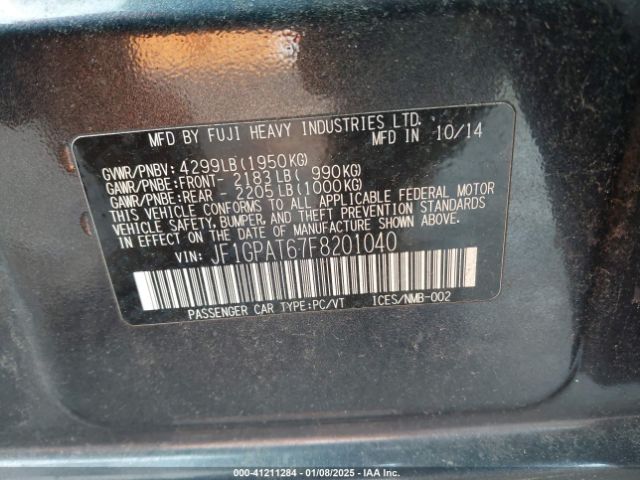 MFD BY FUJI HEAVY INDUSTRIES LTD.
MFD IN 10/14
GVWR/PNBV: 4299LB(1950KG)
GAWR/PNBE:FRONT- 2183LB( 990KG)
GAWR/PNBE:REAR - 2205LB(1000KG)
THIS VEHICLE CONFORMS TO ALL APPLICABLE FEDERAL MOTOR
VEHICLE SAFETY, BUMPER, AND THEFT PREVENTION STANDARDS
IN EFFECT ON THE DATE OF MANUFACTURE SHOWN ABOVE.
VIN: JF1GPAT67F8201040
PASSENGER CAR TYPE:PC/VT ICES/NMB-002
000-41211284 - 01/08/2025 - IAA Inc.